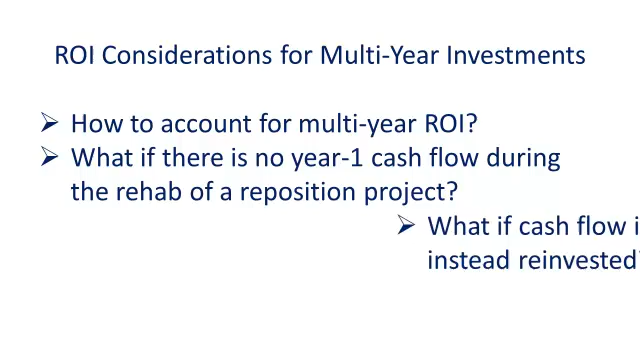 ROI Considerations for Multi-Year Investments
➢ How to account for multi-year ROI?
➢ What if there is no year-1 cash flow during
the rehab of a reposition project?
➢ What if cash flow i
instead reinvested?